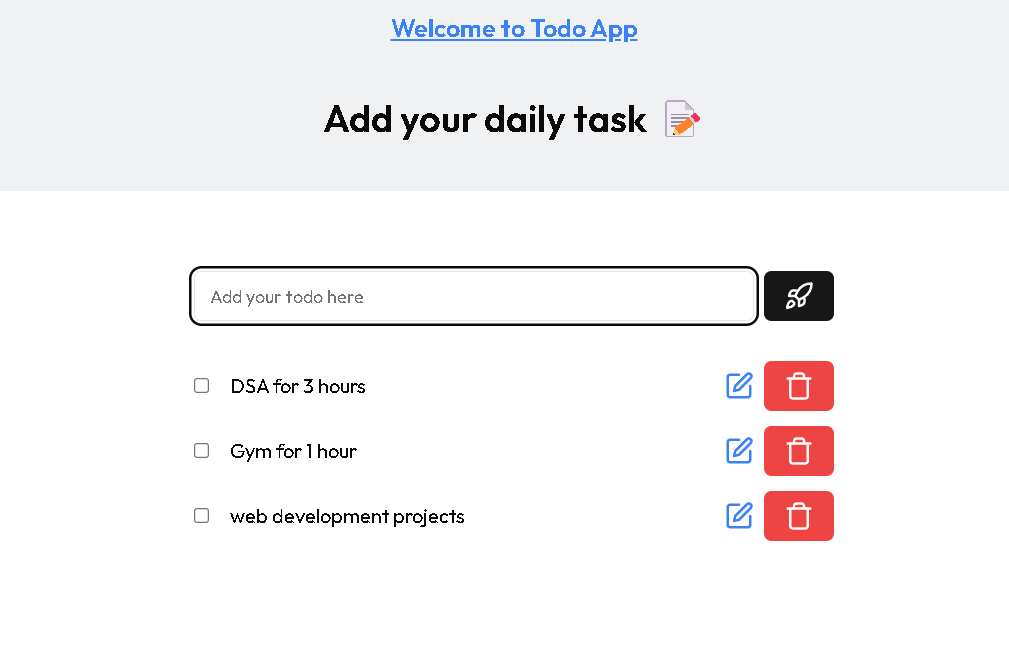 Welcome to Todo App
Add your daily task
Add your todo here
DSA for 3 hours
Gym for 1 hour
web development projects